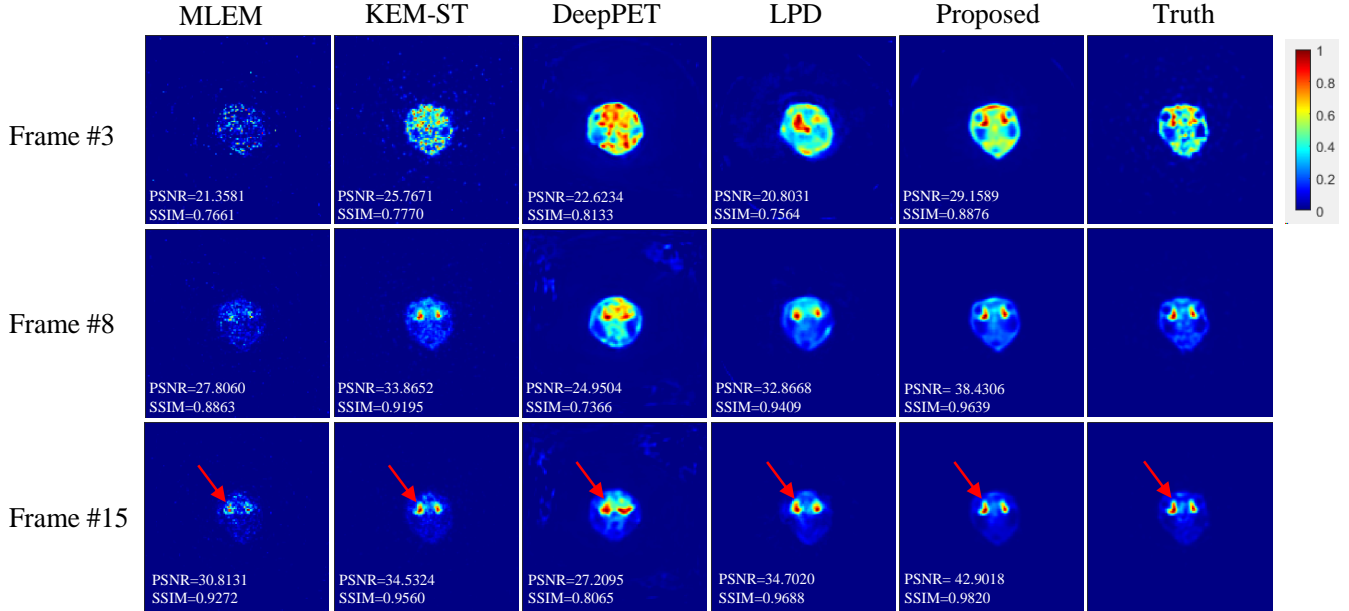 MLEM KEM-ST DeepPET LPD Proposed Truth
Frame #3
PSNR=21.3581 PSNR=25.7671 PSNR=22.6234 PSNR=20.8031 PSNR=29.1589
SSIM=0.7661 SSIM=0.7770 SSIM=0.8133 SSIM=0.7564 SSIM=0.8876
1
0.8
0.6
0.4
0.2
0
Frame #8
PSNR=27.8060 PSNR=33.8652 PSNR=24.9504 PSNR=32.8668 PSNR= 38.4306
SSIM=0.8863 SSIM=0.9195 SSIM=0.7366 SSIM=0.9409 SSIM=0.9639
Frame #15
PSNR=30.8131 PSNR=34.5324 PSNR=27.2095 PSNR=34.7020 PSNR= 42.9018
SSIM=0.9272 SSIM=0.9560 SSIM=0.8065 SSIM=0.9688 SSIM=0.9820